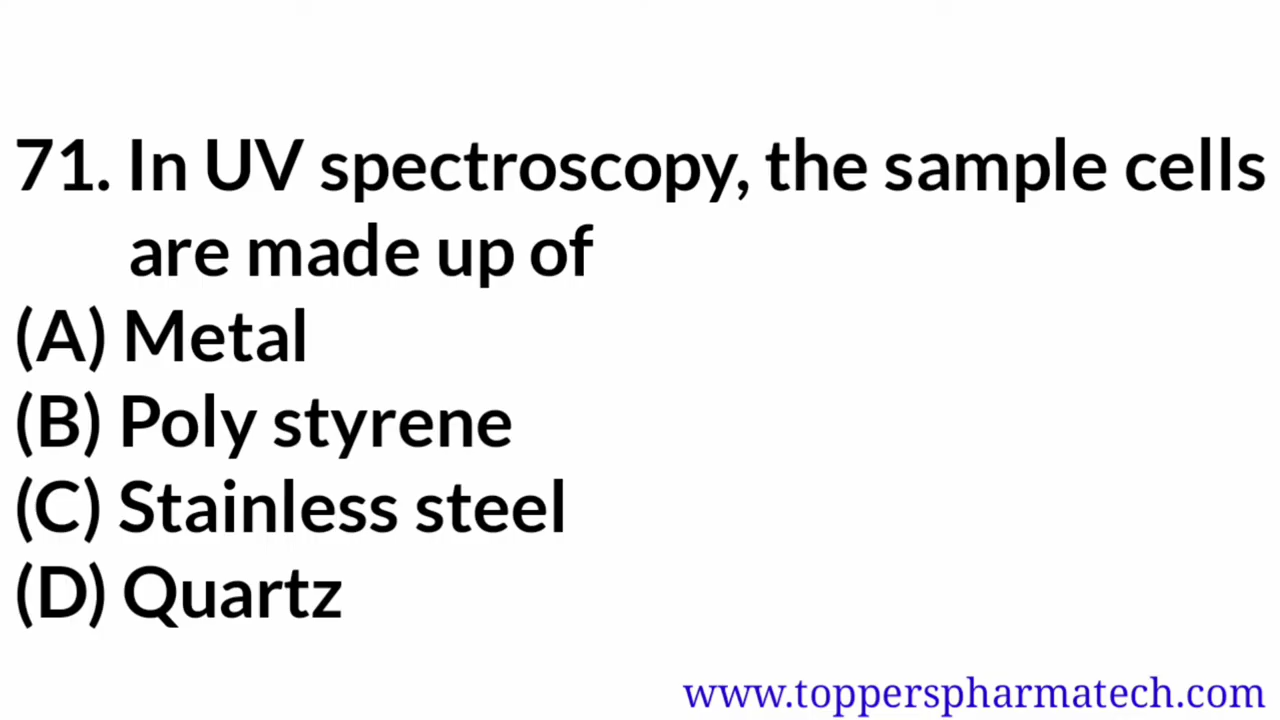 71. In UV spectroscopy, the sample cells
are made up of
(A) Metal
(B) Poly styrene
(C) Stainless steel
(D) Quartz
www.topperspharmatech.com